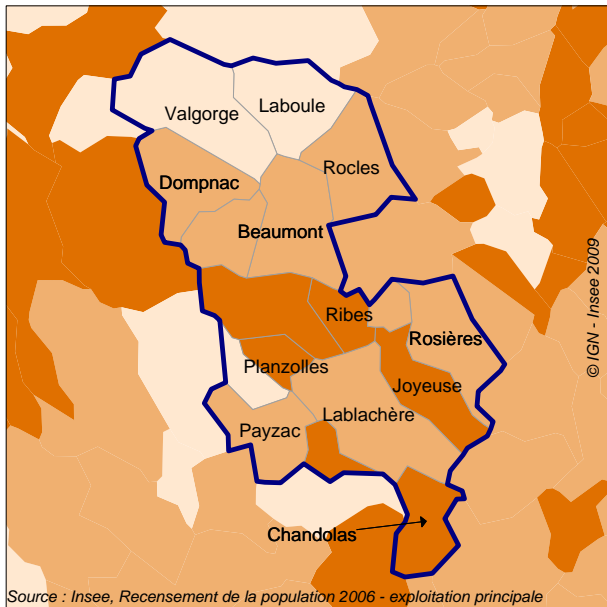 Valgorge
Laboule
Rocles
Dompnac
Beaumont
Ribes
Rosières
Planzolles
Joyeuse
Lablachère
Payzac
Chandolas
© IGN - Insee 2009
Source : Insee, Recensement de la population 2006 - exploitation principale